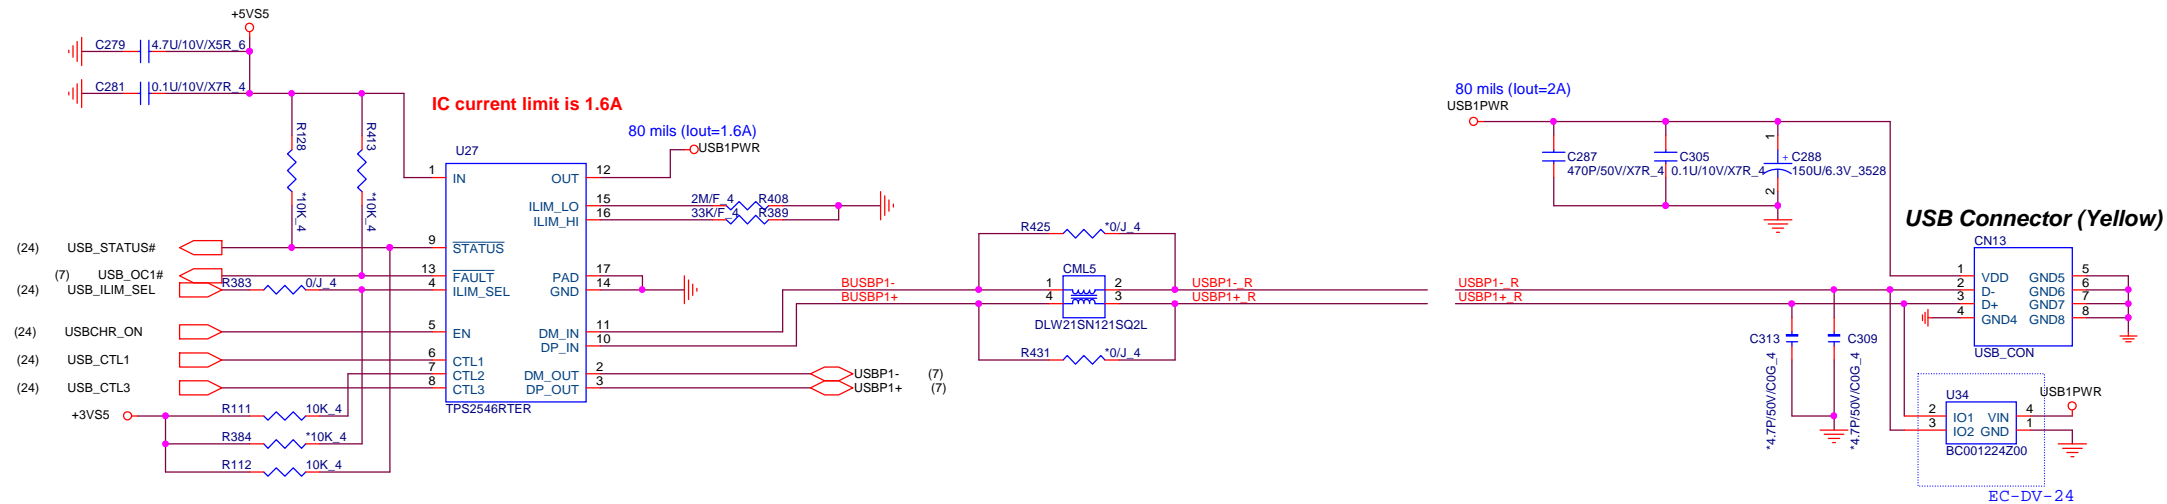 +5VS5
C279 4.7U/10V/X5R_6
C281 0.1U/10V/X7R_4
IC current limit is 1.6A
80 mils (Iout=1.6A)
USB1PWR
R128
*10K_4
R413
*10K_4
U27
1 IN
OUT 12
ILIM_LO 15
ILIM_HI 16
2M/F_4 R408
33K/F_4 R389
(24) USB_STATUS#
9 STATUS
(7) USB_OC1#
13 FAULT
PAD 17
(24) USB_ILIM_SEL R383 0/J_4
4 ILIM_SEL
GND 14
(24) USBCHR_ON
5 EN
DM_IN 11
DP_IN 10
(24) USB_CTL1
6 CTL1
7 CTL2
DM_OUT 2
USBP1- (7)
(24) USB_CTL3
8 CTL3
DP_OUT 3
USBP1+ (7)
TPS2546RTER
+3VS5
R111 10K_4
R384 *10K_4
R112 10K_4
BUSBP1-
BUSBP1+
R425 *0/J_4
CML5
1 2
4 3
DLW21SN121SQ2L
R431 *0/J_4
USBP1-_R
USBP1+_R
80 mils (Iout=2A)
USB1PWR
C287
470P/50V/X7R_4
C305
0.1U/10V/X7R_4
1
+ C288
150U/6.3V_3528
2
USB Connector (Yellow)
CN13
USBP1-_R
USBP1+_R
1 VDD GND5 5
2 D- GND6 6
3 D+ GND7 7
4 GND4 GND8 8
USB_CON
C313
*4.7P/50V/C0G_4
C309
*4.7P/50V/C0G_4
U34
USB1PWR
2 IO1 VIN 4
3 IO2 GND 1
BC001224Z00
EC-DV-24